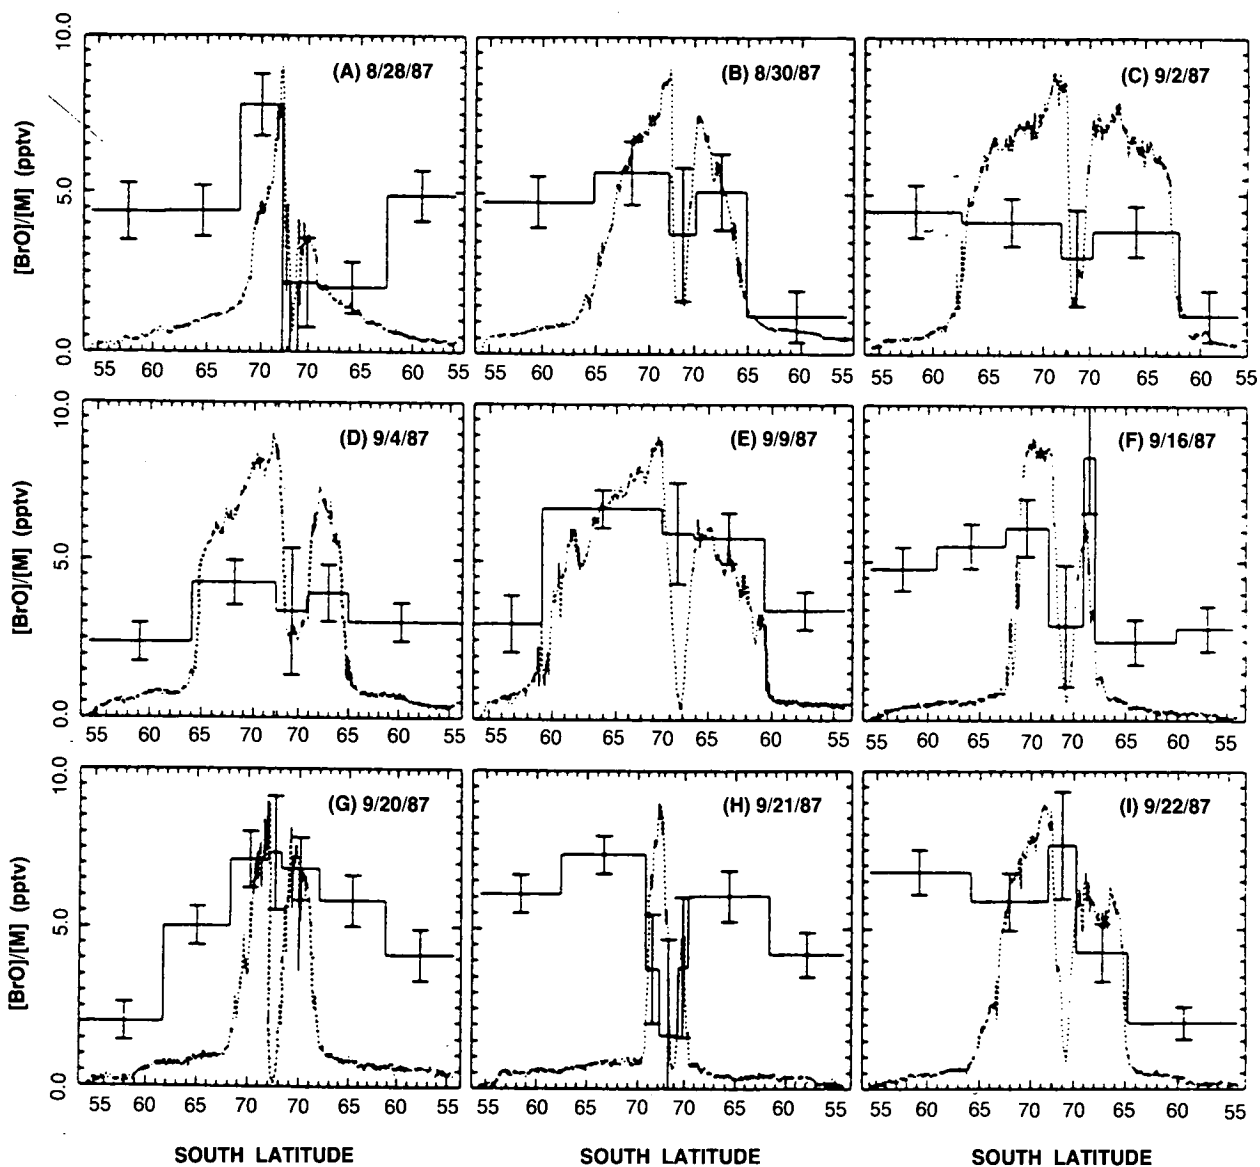 [BrO]/[M] (pptv)
10.0
5.0
0.0
(A) 8/28/87
(B) 8/30/87
(C) 9/2/87
55 60 65 70 70 65 60 55
55 60 65 70 70 65 60 55
55 60 65 70 70 65 60 55
[BrO]/[M] (pptv)
10.0
5.0
0.0
(D) 9/4/87
(E) 9/9/87
(F) 9/16/87
55 60 65 70 70 65 60 55
55 60 65 70 70 65 60 55
55 60 65 70 70 65 60 55
[BrO]/[M] (pptv)
10.0
5.0
0.0
(G) 9/20/87
(H) 9/21/87
(I) 9/22/87
55 60 65 70 70 65 60 55
55 60 65 70 70 65 60 55
55 60 65 70 70 65 60 55
SOUTH LATITUDE
SOUTH LATITUDE
SOUTH LATITUDE